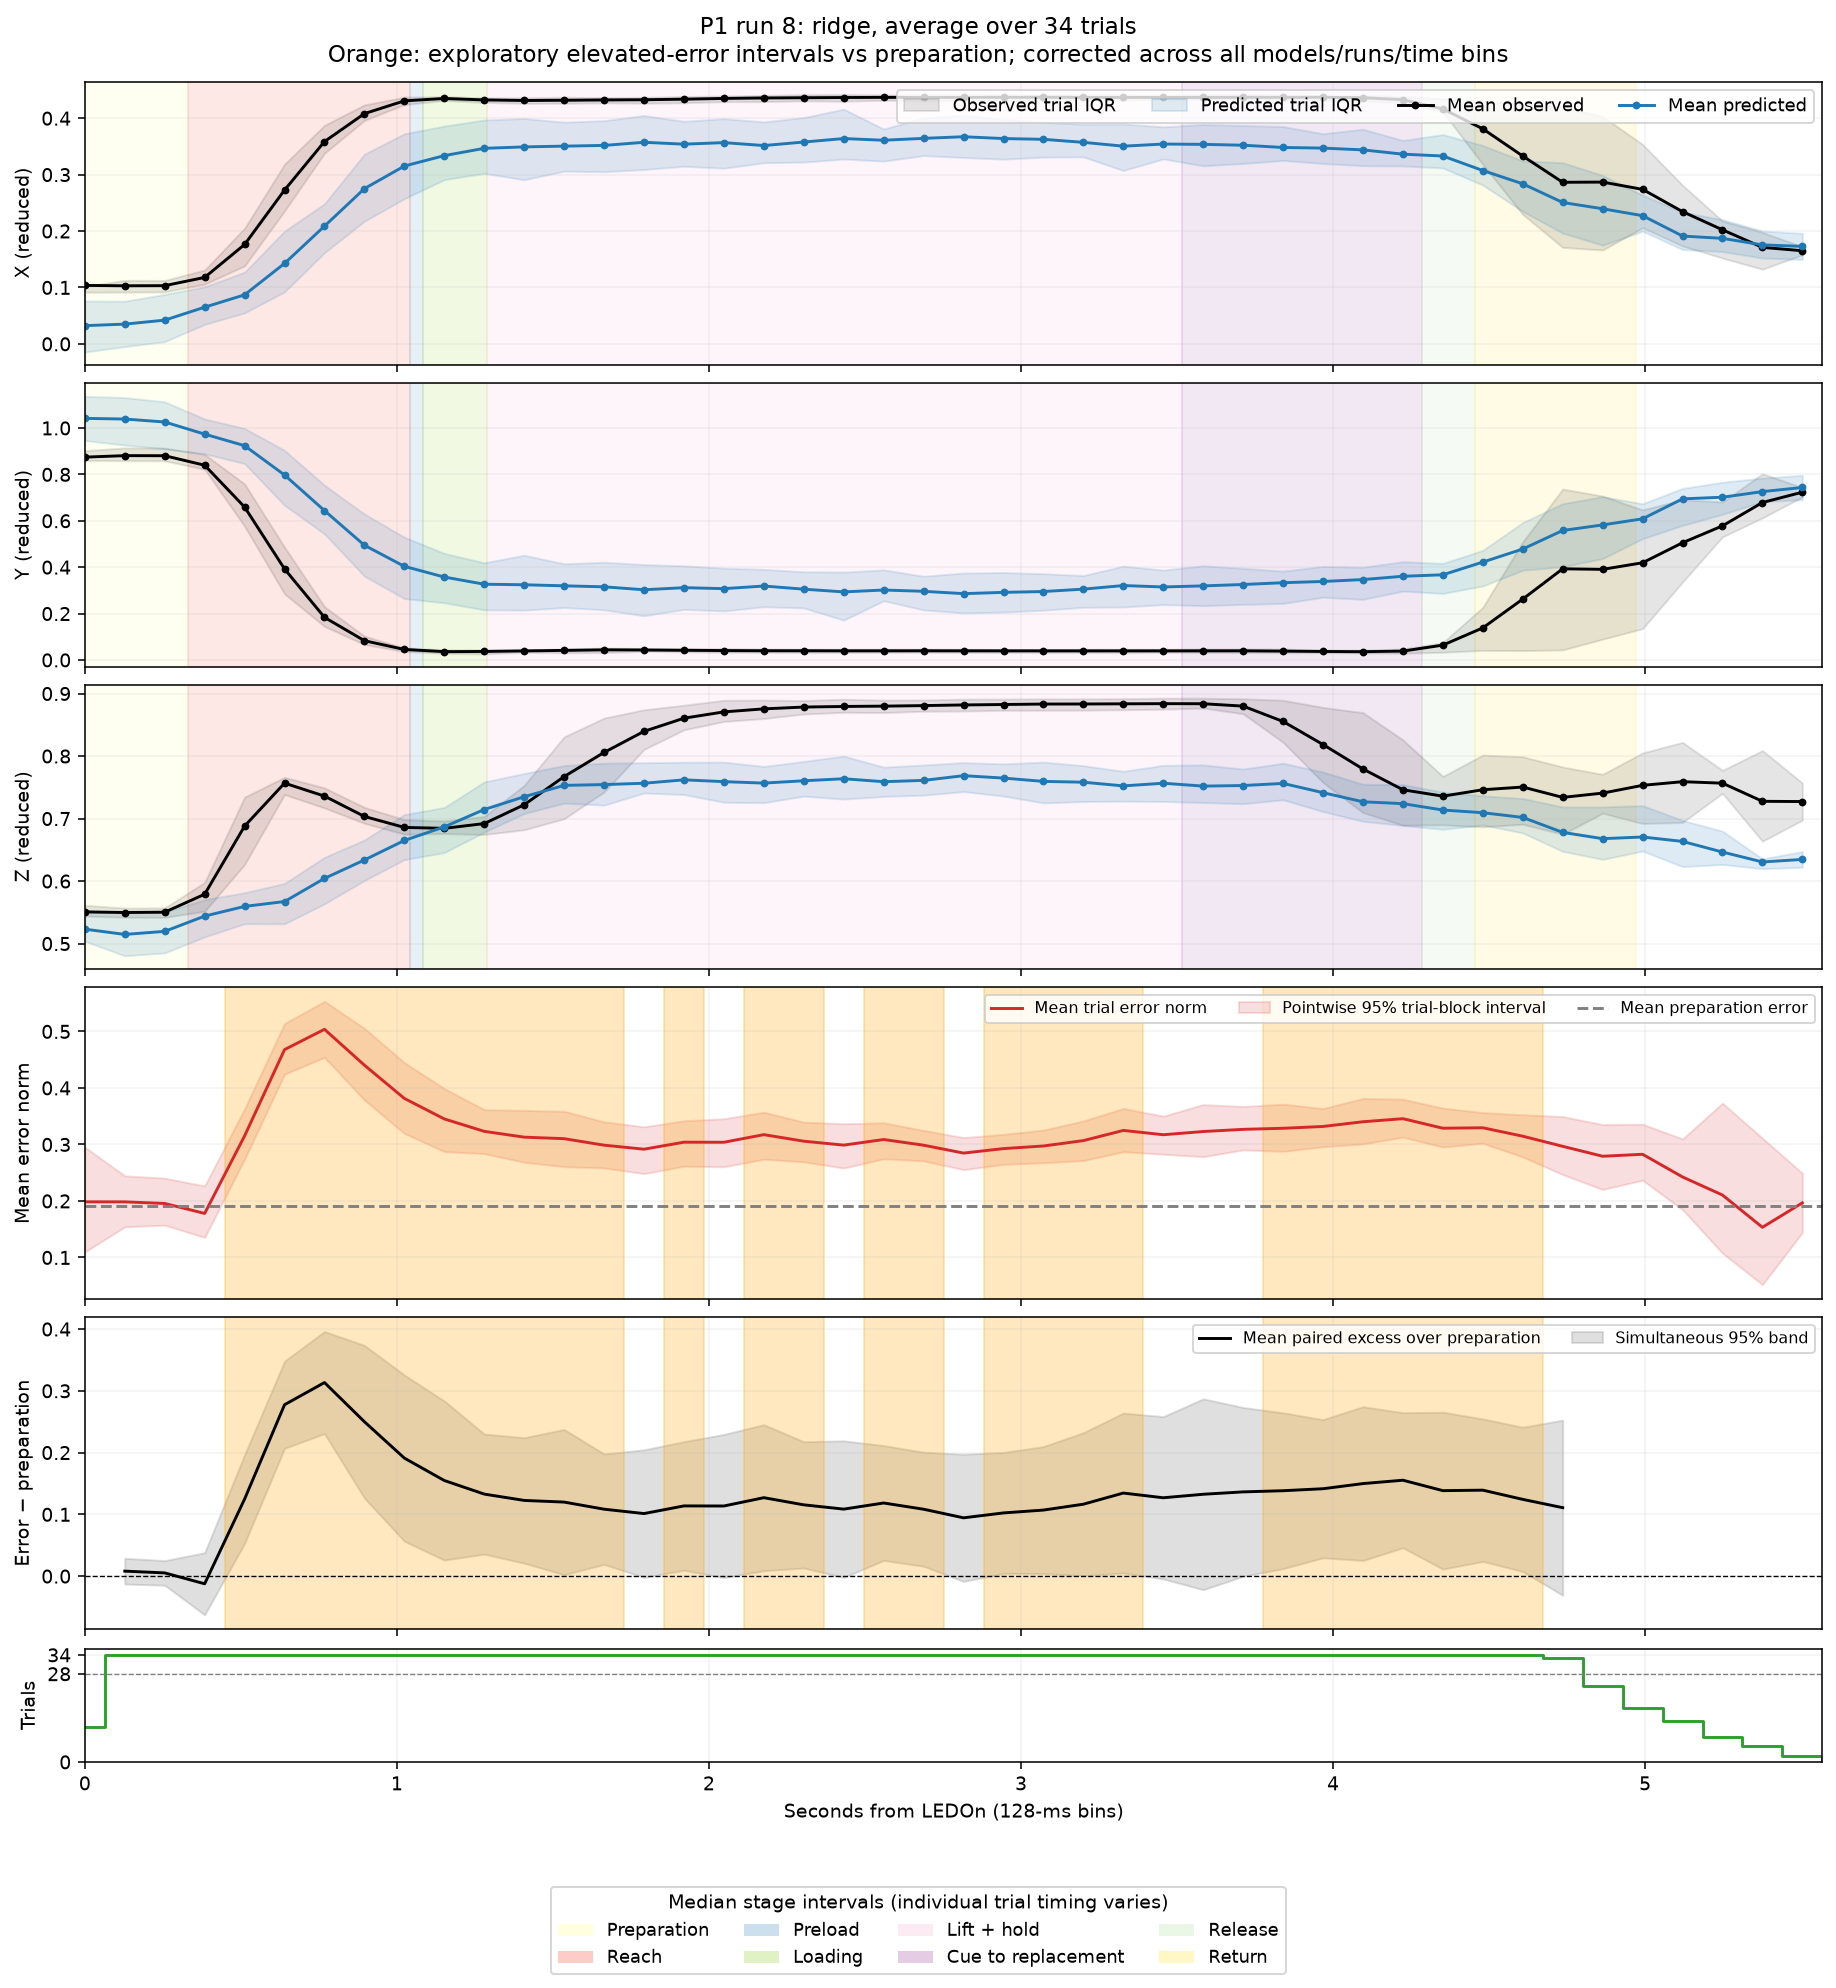 P1 run 8: ridge, average over 34 trials
Orange: exploratory elevated-error intervals vs preparation; corrected across all models/runs/time bins
Observed trial IQR Predicted trial IQR Mean observed Mean predicted
X (reduced)
0.4
0.3
0.2
0.1
0.0
Y (reduced)
1.0
0.8
0.6
0.4
0.2
0.0
Z (reduced)
0.9
0.8
0.7
0.6
0.5
Mean trial error norm Pointwise 95% trial-block interval Mean preparation error
Mean error norm
0.5
0.4
0.3
0.2
0.1
Mean paired excess over preparation Simultaneous 95% band
Error − preparation
0.4
0.3
0.2
0.1
0.0
Trials
34
28
0
0 1 2 3 4 5
Seconds from LEDOn (128-ms bins)
Median stage intervals (individual trial timing varies)
Preparation Preload Lift + hold Release
Reach Loading Cue to replacement Return